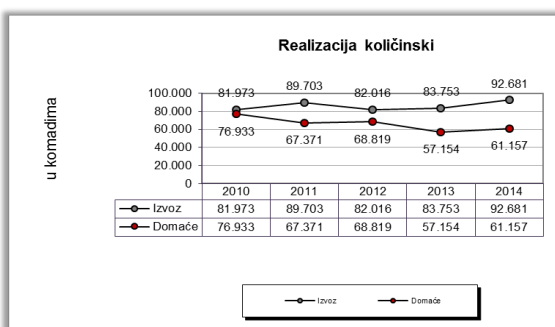 Realizacija količinski
u komadima
100.000
80.000
60.000
40.000
20.000
0
81.973 89.703 82.016 83.753 92.681
76.933 67.371 68.819 57.154 61.157
2010 2011 2012 2013 2014
Izvoz 81.973 89.703 82.016 83.753 92.681
Domaće 76.933 67.371 68.819 57.154 61.157
Izvoz Domaće